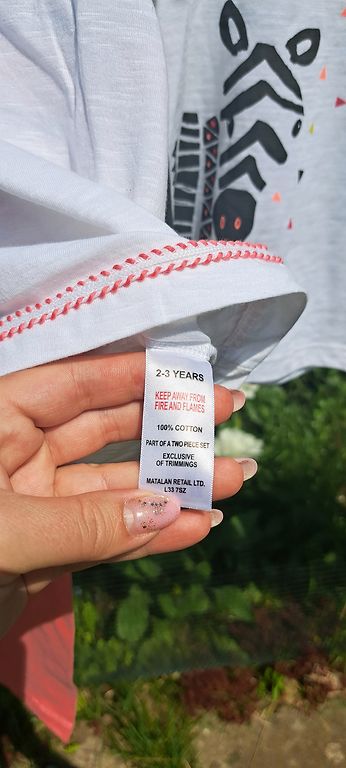 2-3 YEARS
KEEP AWAY FROM
FIRE AND FLAMES
100% COTTON
PART OF A TWO PIECE SET
EXCLUSIVE
OF TRIMMINGS
MATALAN RETAIL LTD.
L33 7SZ